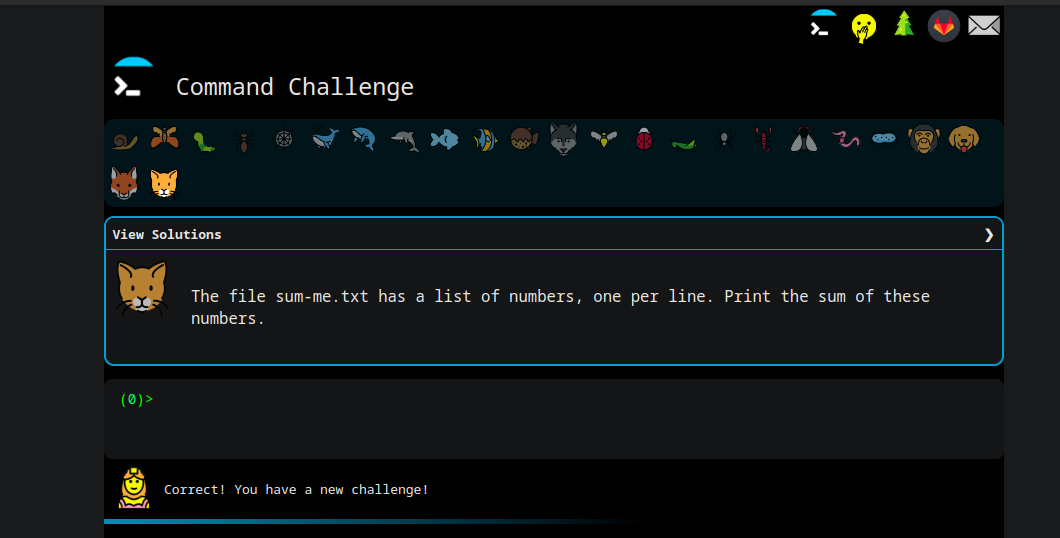 Command Challenge
View Solutions
The file sum-me.txt has a list of numbers, one per line. Print the sum of these
numbers.
(0)>
Correct! You have a new challenge!